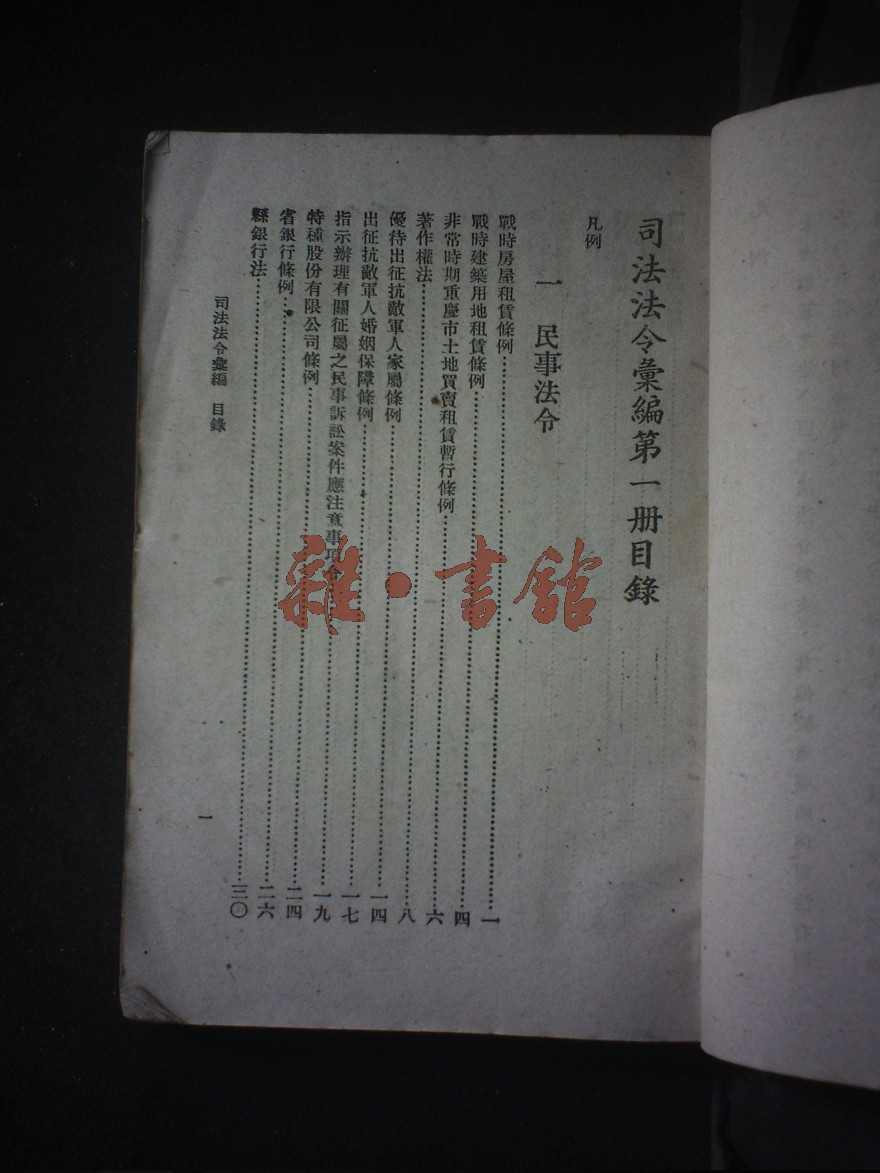 司法法令彙編第一册目錄
凡例
一 民事法令
戰時房屋租賃條例……一
戰時建築用地租賃條例……四
非常時期重慶市土地買賣租賃暫行條例……六
著作權法……八
優待出征抗敵軍人家屬條例……一四
出征抗敵軍人婚姻保障條例……一七
指示辦理有關征屬之民事訴訟案件應注意事項令……一九
特種股份有限公司條例……二四
省銀行條例……二六
縣銀行法……三〇
司法法令彙編 目錄
一
雜·書館